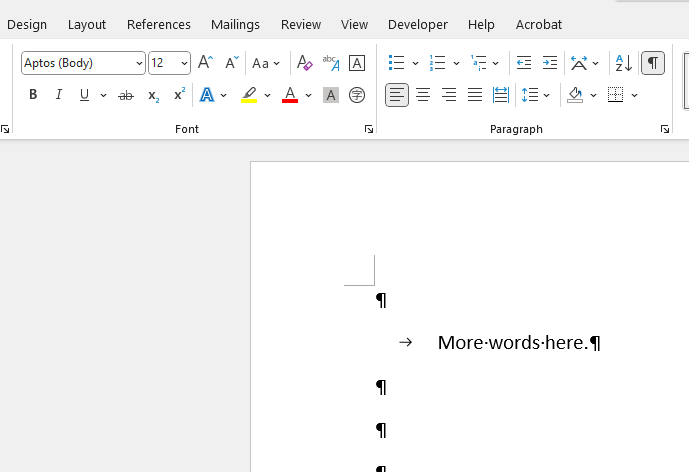 Design Layout References Mailings Review View Developer Help Acrobat
Aptos (Body) 12 Aa A abc A A A Z ¶
B I U ab x₂ x² A A A 字
Font Paragraph
¶
→ More·words·here.¶
¶
¶
¶